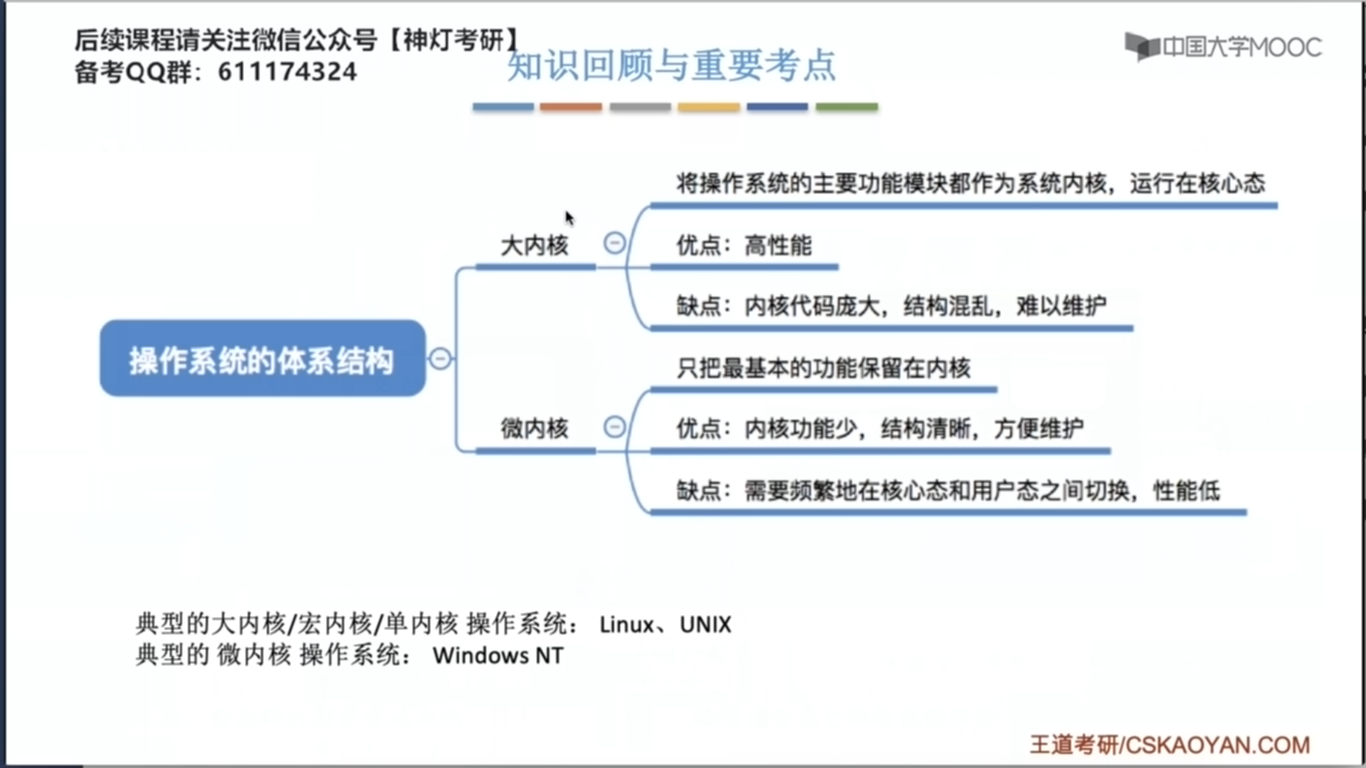 后续课程请关注微信公众号【神灯考研】
备考QQ群：611174324
知识回顾与重要考点
中国大学MOOC
将操作系统的主要功能模块都作为系统内核，运行在核心态
大内核
优点：高性能
缺点：内核代码庞大，结构混乱，难以维护
操作系统的体系结构
只把最基本的功能保留在内核
微内核
优点：内核功能少，结构清晰，方便维护
缺点：需要频繁地在核心态和用户态之间切换，性能低
典型的大内核/宏内核/单内核 操作系统： Linux、UNIX
典型的 微内核 操作系统： Windows NT
王道考研/CSKAOYAN.COM